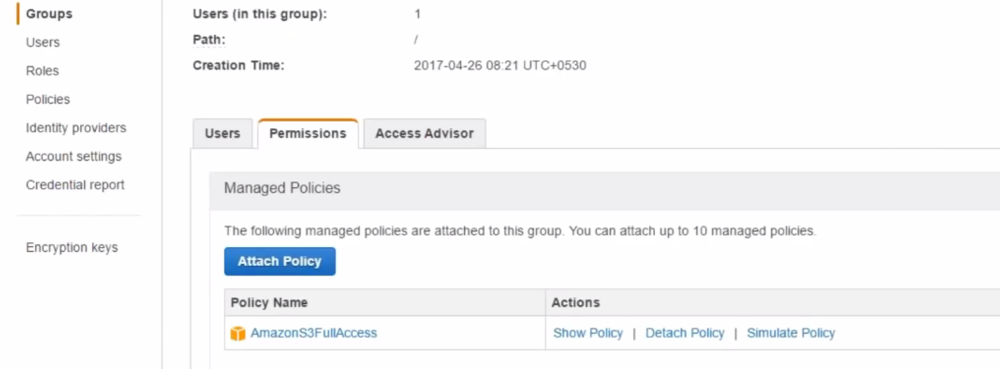 Groups
Users
Roles
Policies
Identity providers
Account settings
Credential report
Encryption keys
Users (in this group): 1
Path: /
Creation Time: 2017-04-26 08:21 UTC+0530
Users Permissions Access Advisor
Managed Policies
The following managed policies are attached to this group. You can attach up to 10 managed policies.
Attach Policy
Policy Name Actions
AmazonS3FullAccess Show Policy | Detach Policy | Simulate Policy